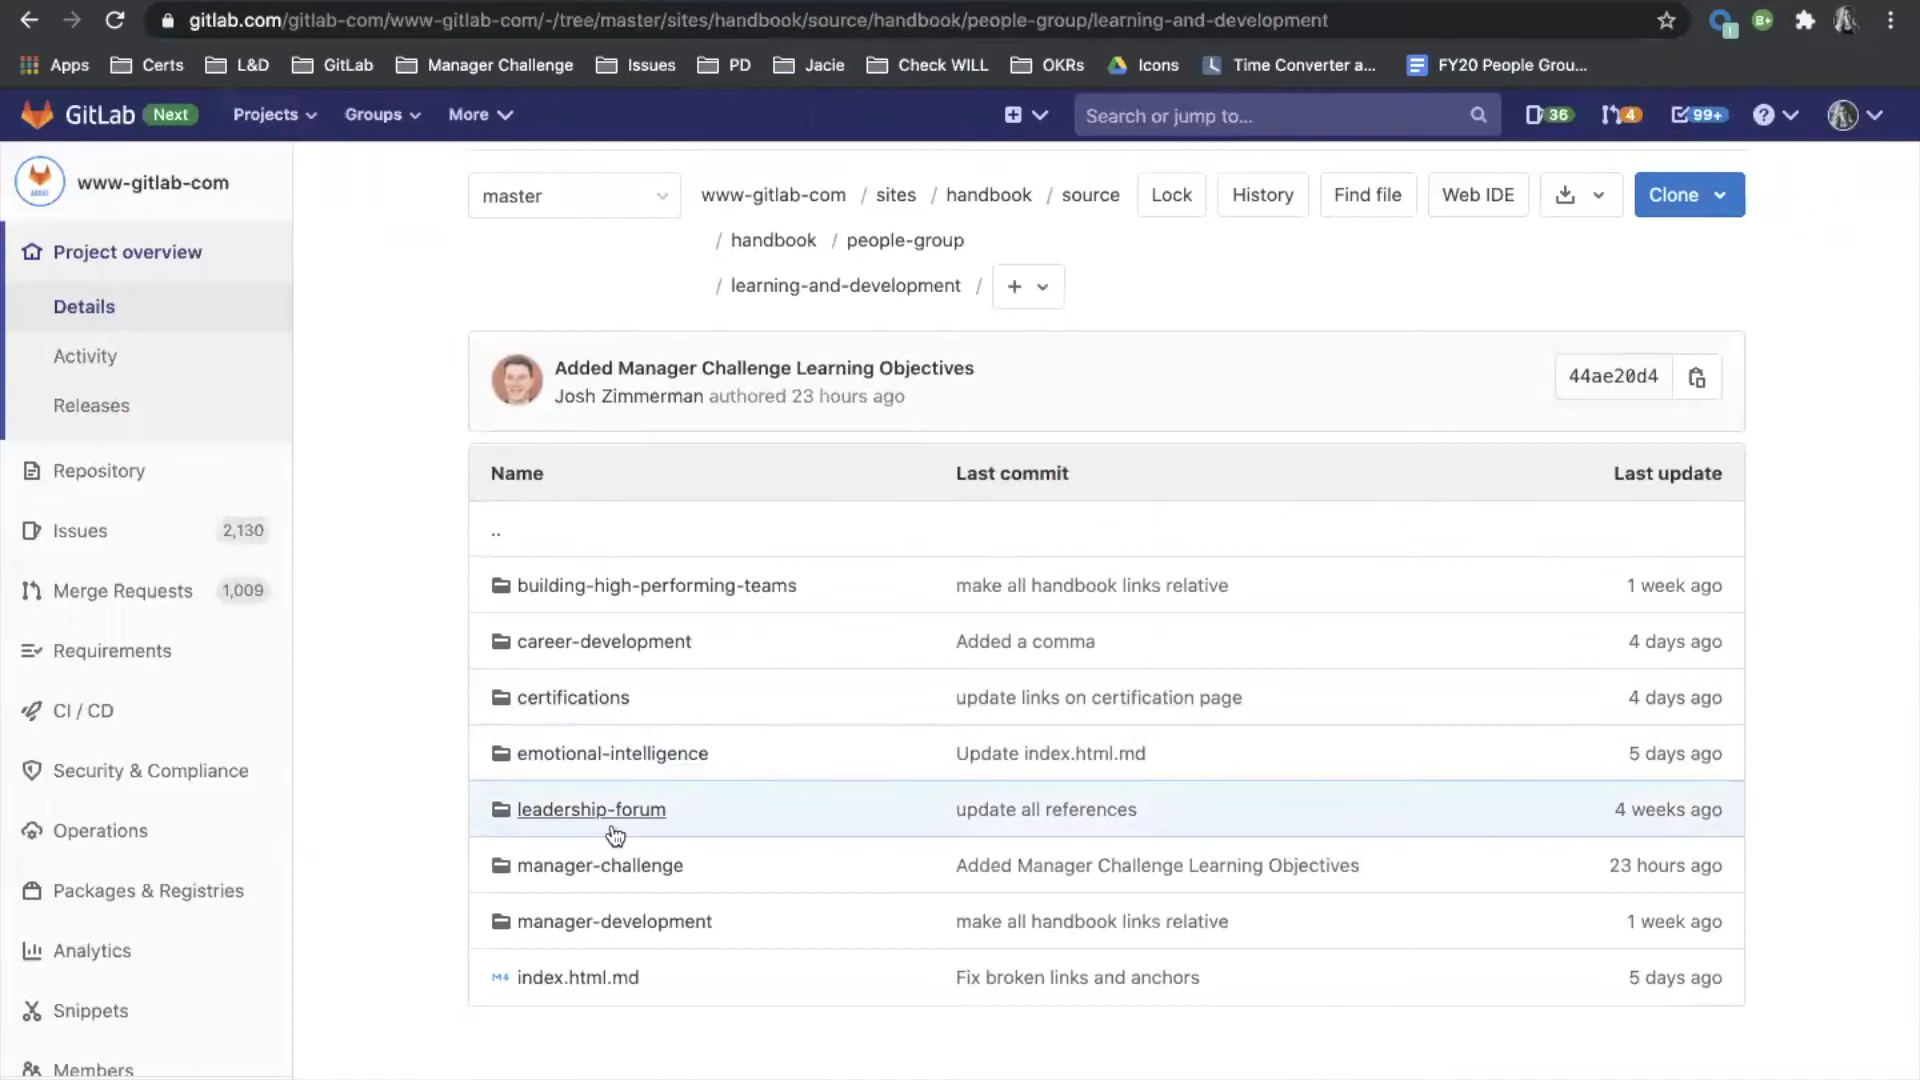 gitlab.com/gitlab-com/www-gitlab-com/-/tree/master/sites/handbook/source/handbook/people-group/learning-and-development
Apps Certs L&D GitLab Manager Challenge Issues PD Jacie Check WILL OKRs Icons Time Converter a... FY20 People Grou...
GitLab Next Projects Groups More Search or jump to... 36 4 99+
www-gitlab-com
Project overview
Details
Activity
Releases
Repository
Issues 2,130
Merge Requests 1,009
Requirements
CI / CD
Security & Compliance
Operations
Packages & Registries
Analytics
Snippets
Members
master www-gitlab-com / sites / handbook / source Lock History Find file Web IDE Clone
/ handbook / people-group
/ learning-and-development / +
Added Manager Challenge Learning Objectives
Josh Zimmerman authored 23 hours ago
44ae20d4
Name Last commit Last update
..
building-high-performing-teams make all handbook links relative 1 week ago
career-development Added a comma 4 days ago
certifications update links on certification page 4 days ago
emotional-intelligence Update index.html.md 5 days ago
leadership-forum update all references 4 weeks ago
manager-challenge Added Manager Challenge Learning Objectives 23 hours ago
manager-development make all handbook links relative 1 week ago
index.html.md Fix broken links and anchors 5 days ago